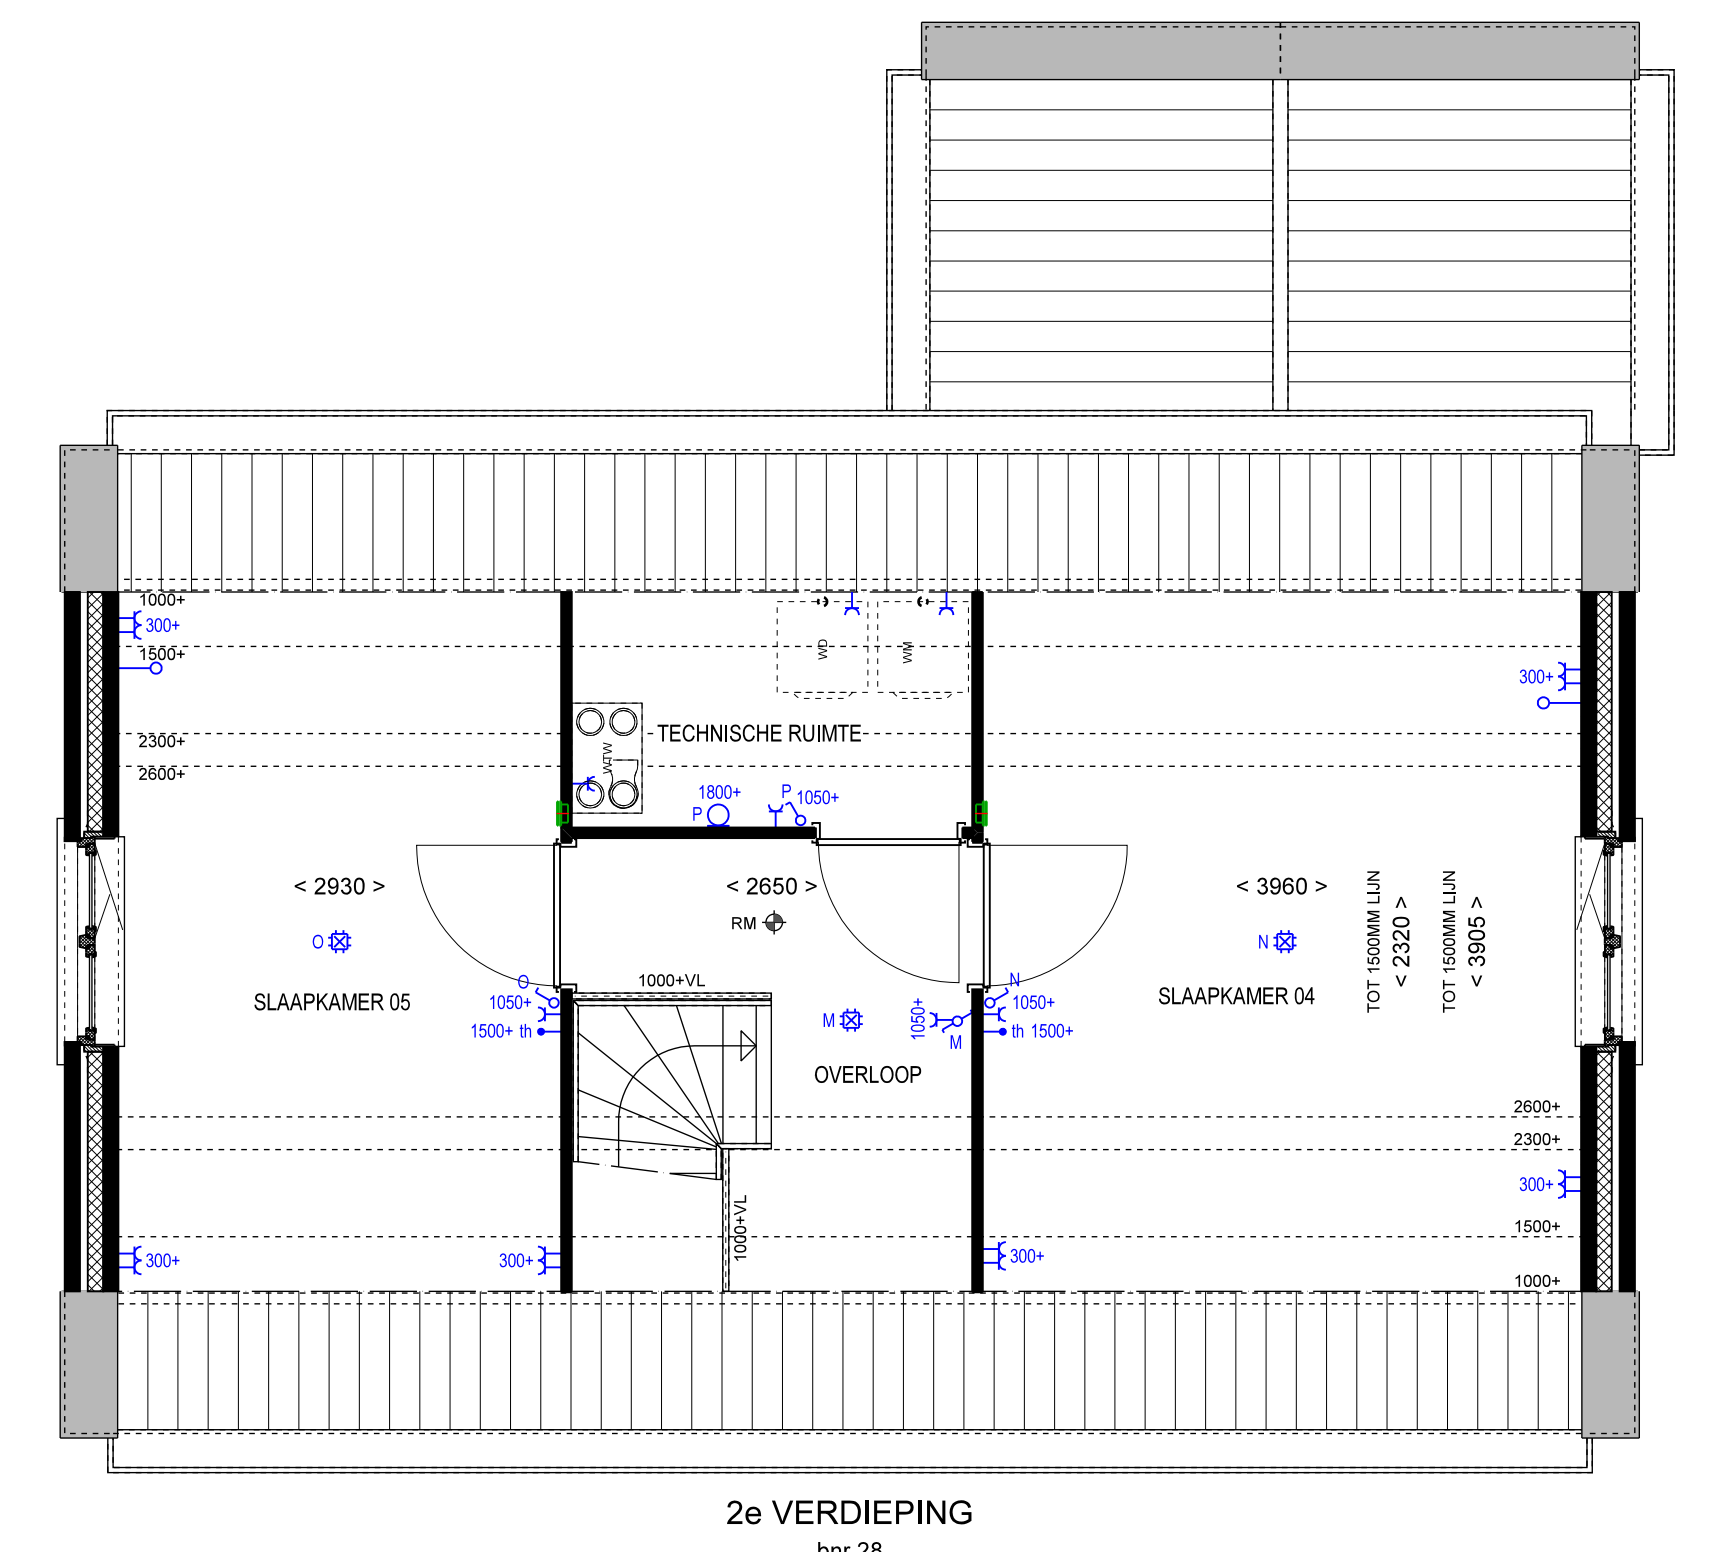 1000+
300+
1500+
2300+
2600+
WD
WM
300+
WTW
TECHNISCHE RUIMTE
1800+
P
P
1050+
< 2930 >
< 2650 >
< 3960 >
TOT 1500MM LIJN
< 2320 >
TOT 1500MM LIJN
< 3905 >
RM
O
N
SLAAPKAMER 05
O
1050+
1500+ th
1000+VL
M
1050+
M
N
1050+
th 1500+
SLAAPKAMER 04
OVERLOOP
1000+VL
2600+
2300+
300+
1500+
1000+
300+
300+
300+
2e VERDIEPING
bnr 28